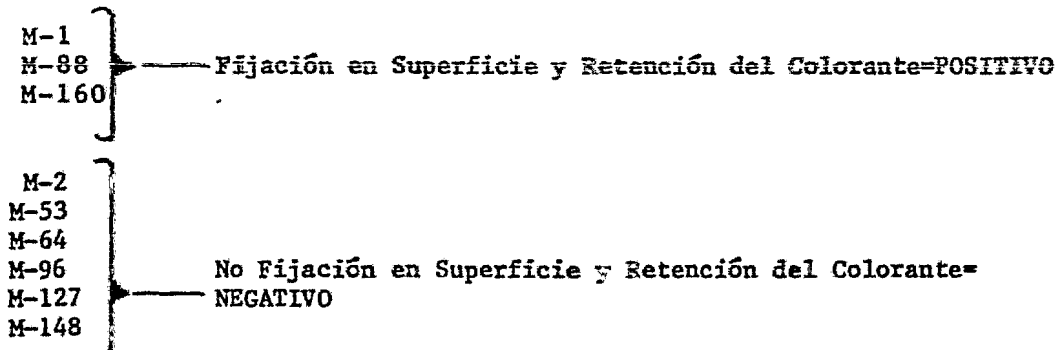 M-1
M-88 Fijación en Superficie y Retención del Colorante=POSITIVO
M-160
M-2
M-53
M-64
M-96 No Fijación en Superficie y Retención del Colorante=
M-127 NEGATIVO
M-148